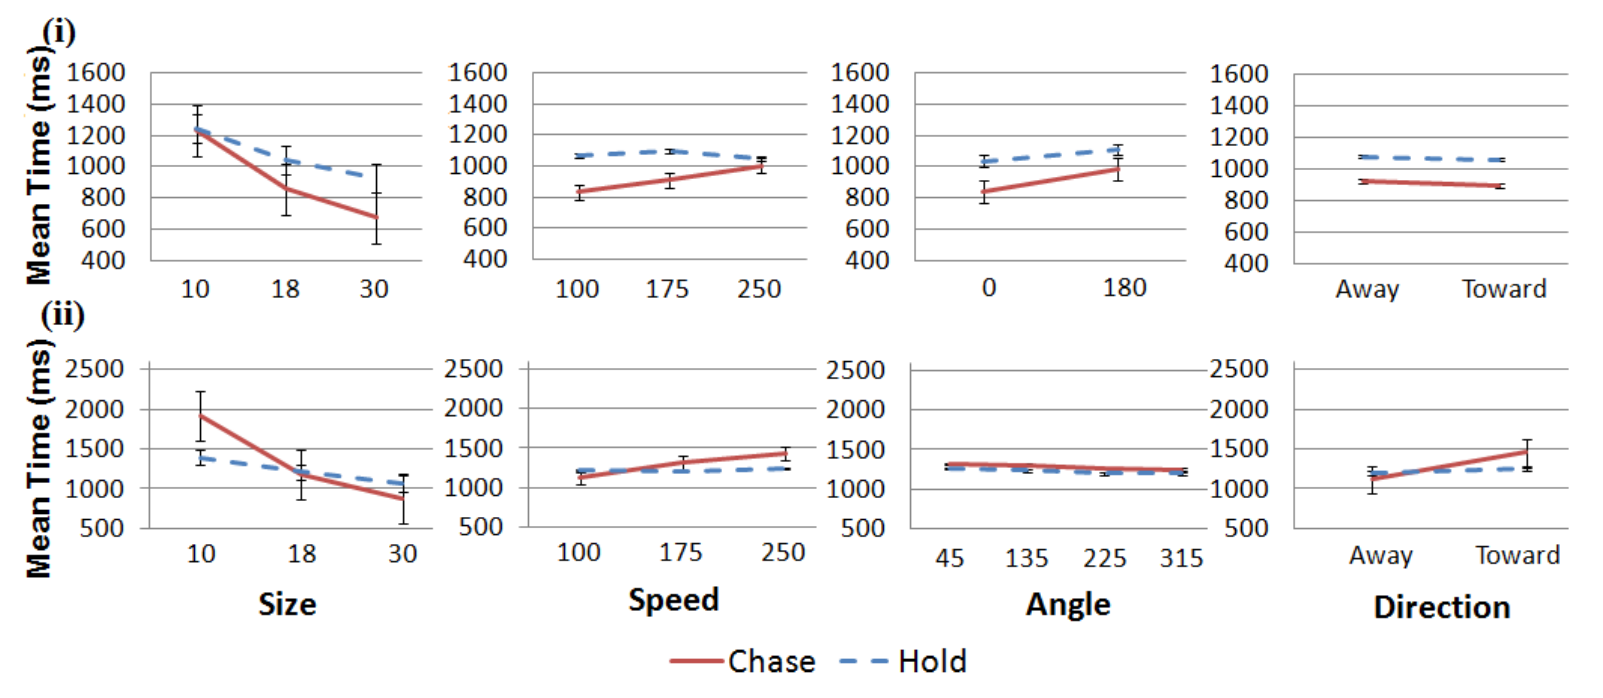 (i)
Mean Time (ms)
1600 1400 1200 1000 800 600 400
10 18 30
1600 1400 1200 1000 800 600 400
100 175 250
1600 1400 1200 1000 800 600 400
0 180
1600 1400 1200 1000 800 600 400
Away Toward
(ii)
Mean Time (ms)
2500 2000 1500 1000 500
10 18 30
Size
2500 2000 1500 1000 500
100 175 250
Speed
2500 2000 1500 1000 500
45 135 225 315
Angle
2500 2000 1500 1000 500
Away Toward
Direction
Chase Hold